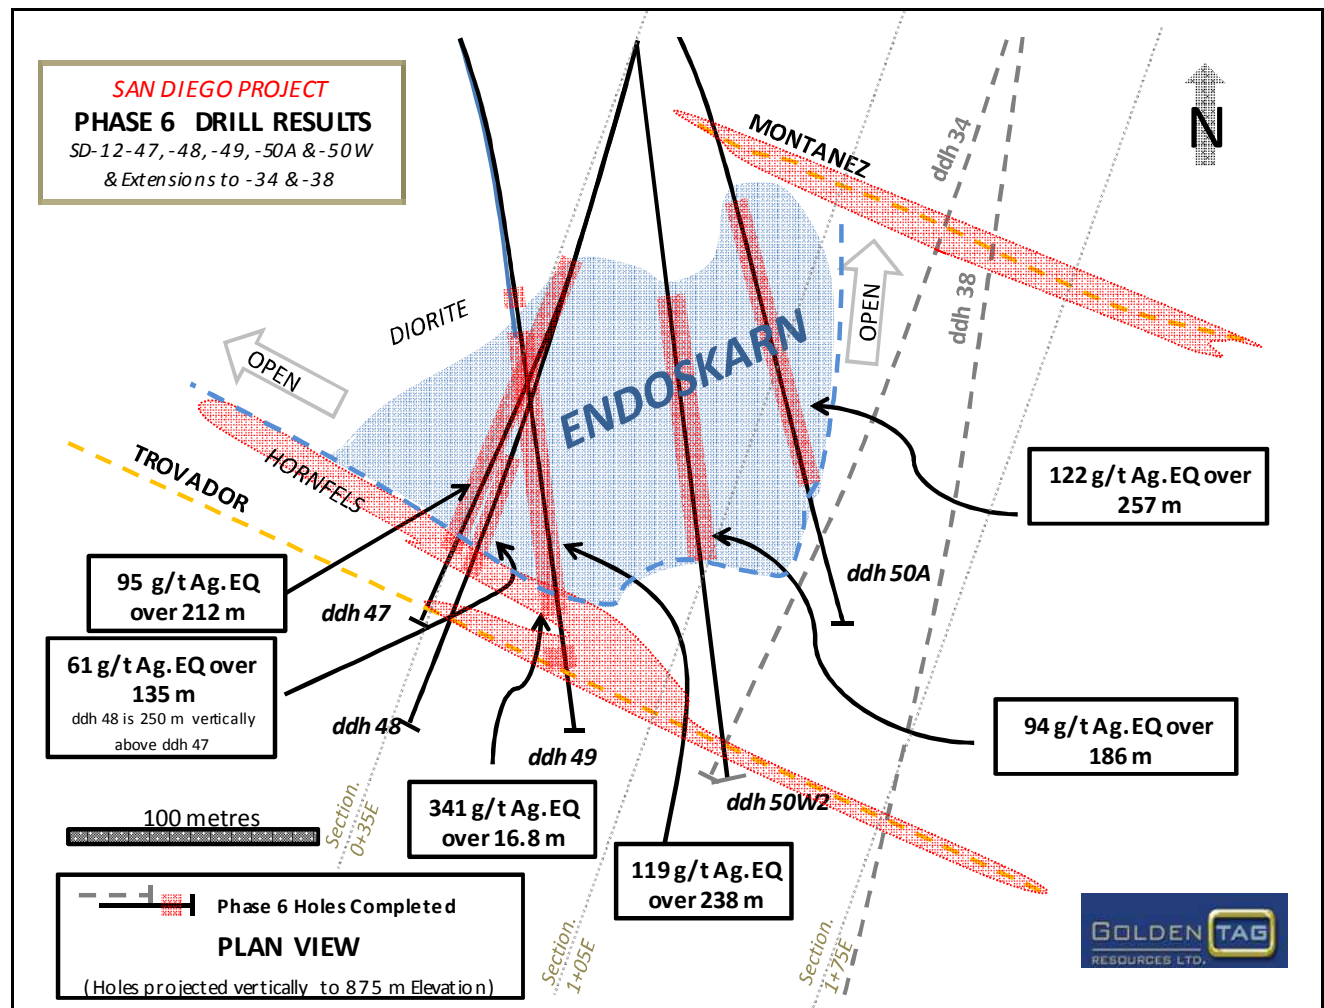 SAN DIEGO PROJECT
PHASE 6 DRILL RESULTS
SD-12-47, -48, -49, -50A & -50W
& Extensions to -34 & -38
N
MONTANEZ
ddh 34
ddh 38
OPEN
DIORITE
OPEN
ENDOSKARN
HORNFELS
TROVADOR
122 g/t Ag.EQ over
257 m
95 g/t Ag.EQ
over 212 m
ddh 47
ddh 50A
61 g/t Ag.EQ over
135 m
ddh 48 is 250 m vertically
above ddh 47
ddh 48
ddh 49
94 g/t Ag.EQ over
186 m
ddh 50W2
100 metres
Section.
0+35E
341 g/t Ag.EQ
over 16.8 m
119 g/t Ag.EQ
over 238 m
Section.
1+05E
Section.
1+75E
Phase 6 Holes Completed
PLAN VIEW
(Holes projected vertically to 875 m Elevation)
GOLDEN TAG
RESOURCES LTD.